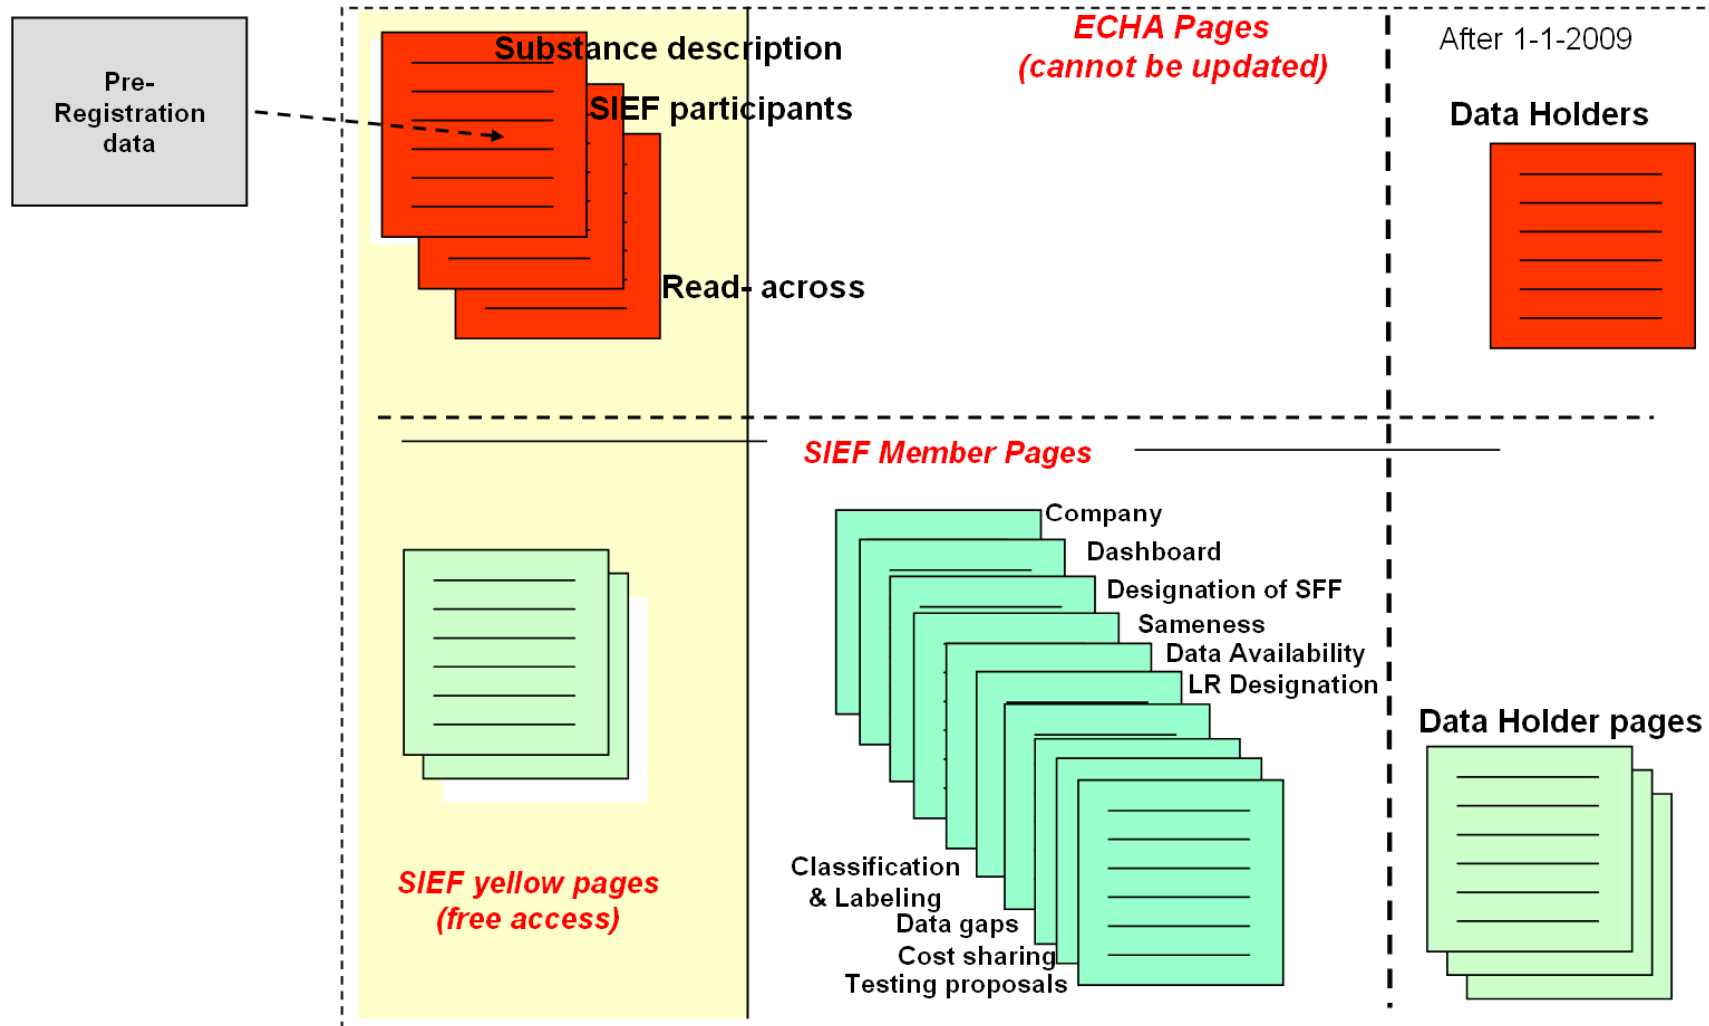 Pre-
Registration
data
Substance description
SIEF participants
Read- across
ECHA Pages
(cannot be updated)
After 1-1-2009
Data Holders
SIEF Member Pages
Company
Dashboard
Designation of SFF
Sameness
Data Availability
LR Designation
Classification
& Labeling
Data gaps
Cost sharing
Testing proposals
SIEF yellow pages
(free access)
Data Holder pages